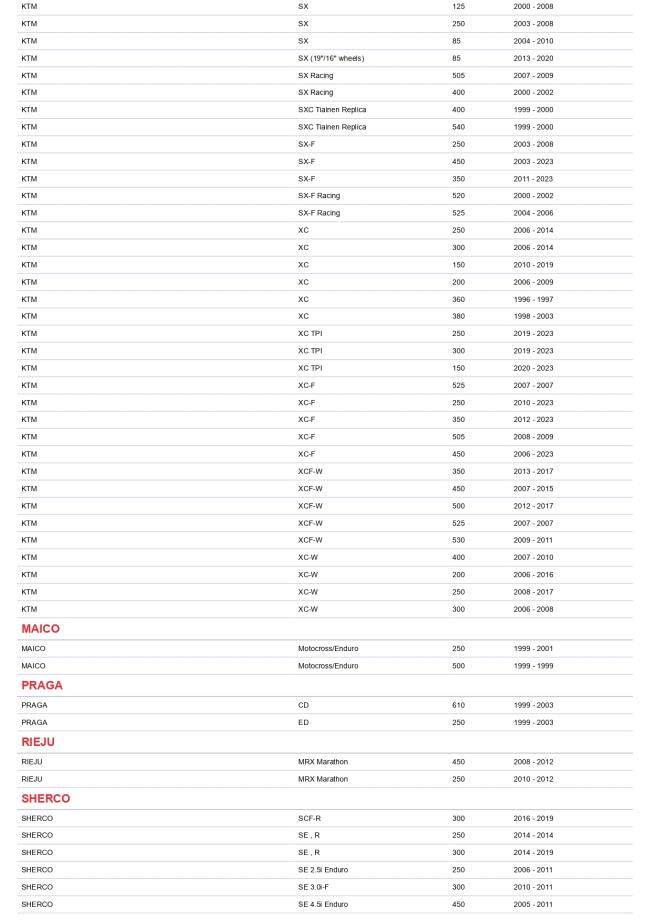 KTM SX 125 2000 - 2008
KTM SX 250 2003 - 2008
KTM SX 85 2004 - 2010
KTM SX (19"/16" wheels) 85 2013 - 2020
KTM SX Racing 505 2007 - 2009
KTM SX Racing 400 2000 - 2002
KTM SXC Tiainen Replica 400 1999 - 2000
KTM SXC Tiainen Replica 540 1999 - 2000
KTM SX-F 250 2003 - 2008
KTM SX-F 450 2003 - 2023
KTM SX-F 350 2011 - 2023
KTM SX-F Racing 520 2000 - 2002
KTM SX-F Racing 525 2004 - 2006
KTM XC 250 2006 - 2014
KTM XC 300 2006 - 2014
KTM XC 150 2010 - 2019
KTM XC 200 2006 - 2009
KTM XC 360 1996 - 1997
KTM XC 380 1998 - 2003
KTM XC TPI 250 2019 - 2023
KTM XC TPI 300 2019 - 2023
KTM XC TPI 150 2020 - 2023
KTM XC-F 525 2007 - 2007
KTM XC-F 250 2010 - 2023
KTM XC-F 350 2012 - 2023
KTM XC-F 505 2008 - 2009
KTM XC-F 450 2006 - 2023
KTM XCF-W 350 2013 - 2017
KTM XCF-W 450 2007 - 2015
KTM XCF-W 500 2012 - 2017
KTM XCF-W 525 2007 - 2007
KTM XCF-W 530 2009 - 2011
KTM XC-W 400 2007 - 2010
KTM XC-W 200 2006 - 2016
KTM XC-W 250 2008 - 2017
KTM XC-W 300 2006 - 2008
MAICO
MAICO Motocross/Enduro 250 1999 - 2001
MAICO Motocross/Enduro 500 1999 - 1999
PRAGA
PRAGA CD 610 1999 - 2003
PRAGA ED 250 1999 - 2003
RIEJU
RIEJU MRX Marathon 450 2008 - 2012
RIEJU MRX Marathon 250 2010 - 2012
SHERCO
SHERCO SCF-R 300 2016 - 2019
SHERCO SE , R 250 2014 - 2014
SHERCO SE , R 300 2014 - 2019
SHERCO SE 2.5i Enduro 250 2006 - 2011
SHERCO SE 3.0i-F 300 2010 - 2011
SHERCO SE 4.5i Enduro 450 2005 - 2011